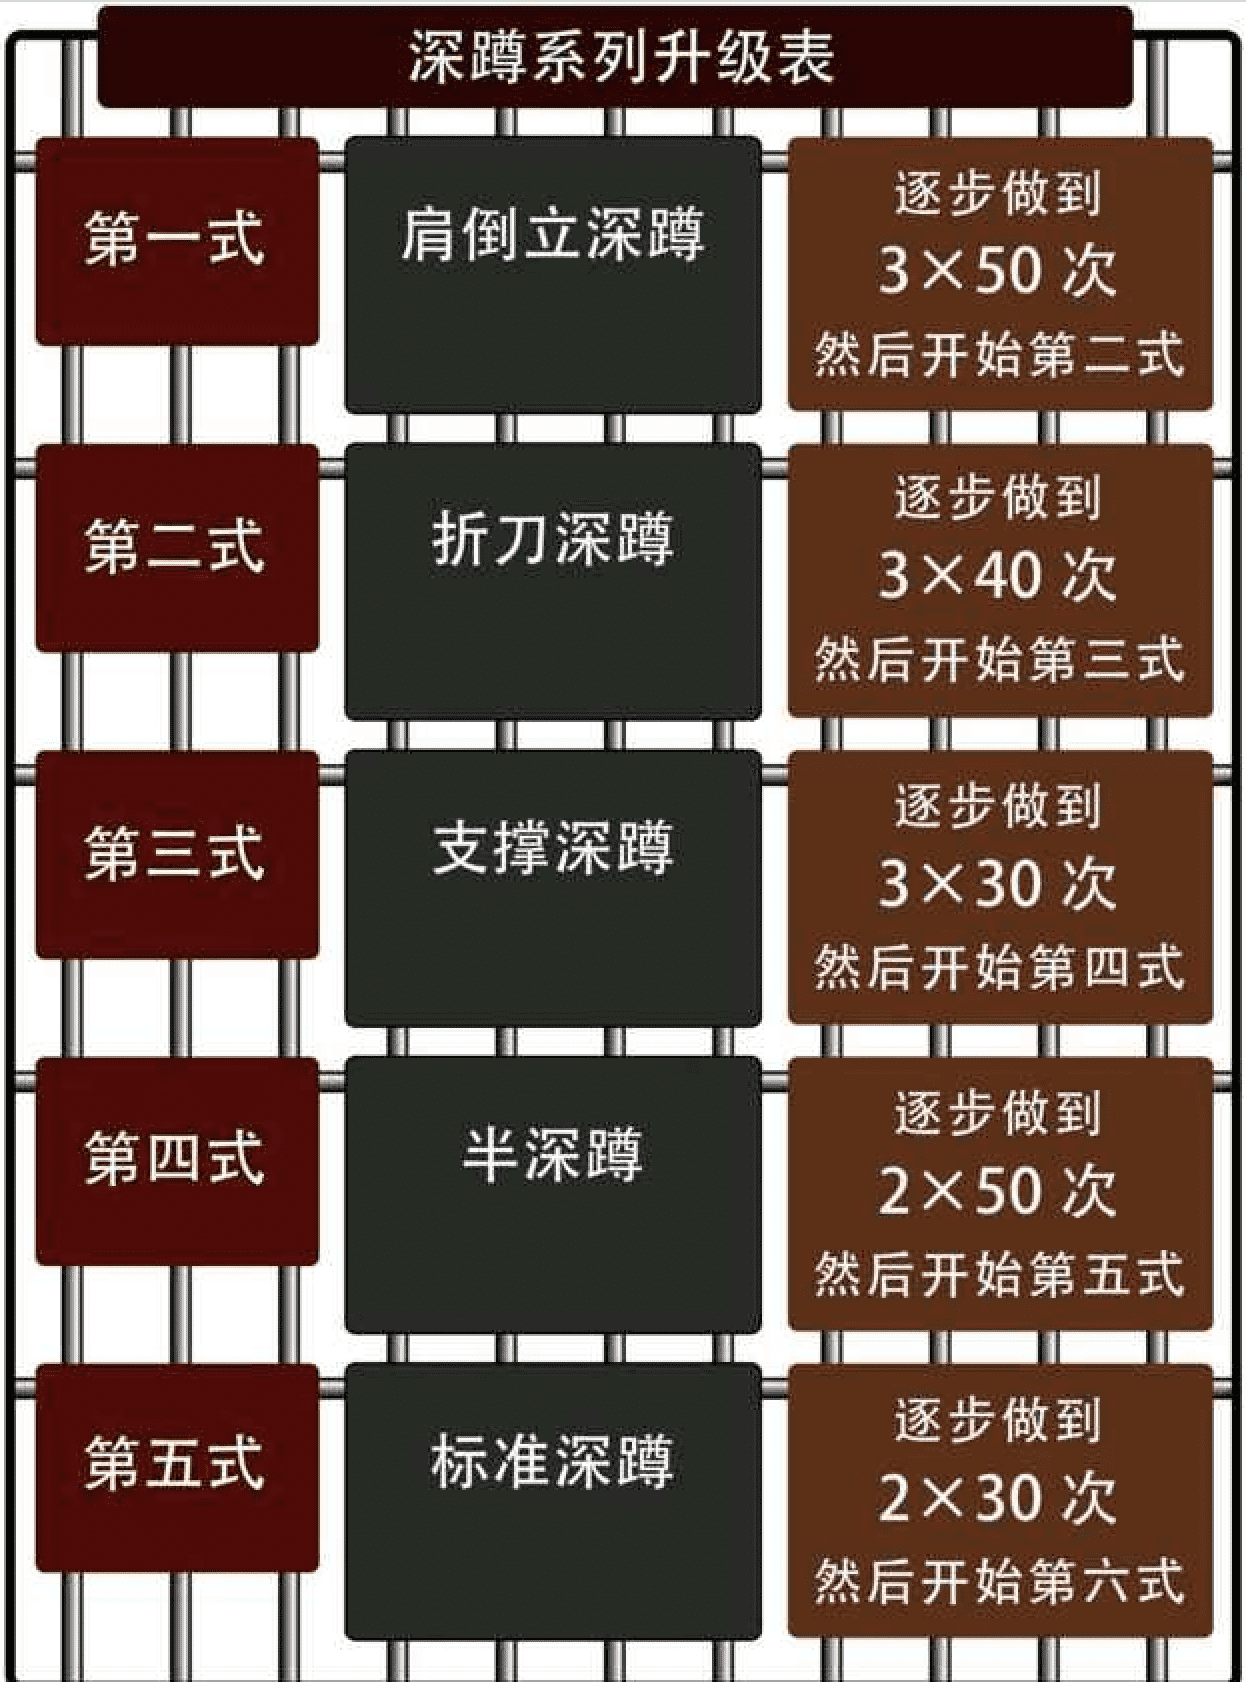 深蹲系列升级表
第一式
肩倒立深蹲
逐步做到
3×50 次
然后开始第二式
第二式
折刀深蹲
逐步做到
3×40 次
然后开始第三式
第三式
支撑深蹲
逐步做到
3×30 次
然后开始第四式
第四式
半深蹲
逐步做到
2×50 次
然后开始第五式
第五式
标准深蹲
逐步做到
2×30 次
然后开始第六式